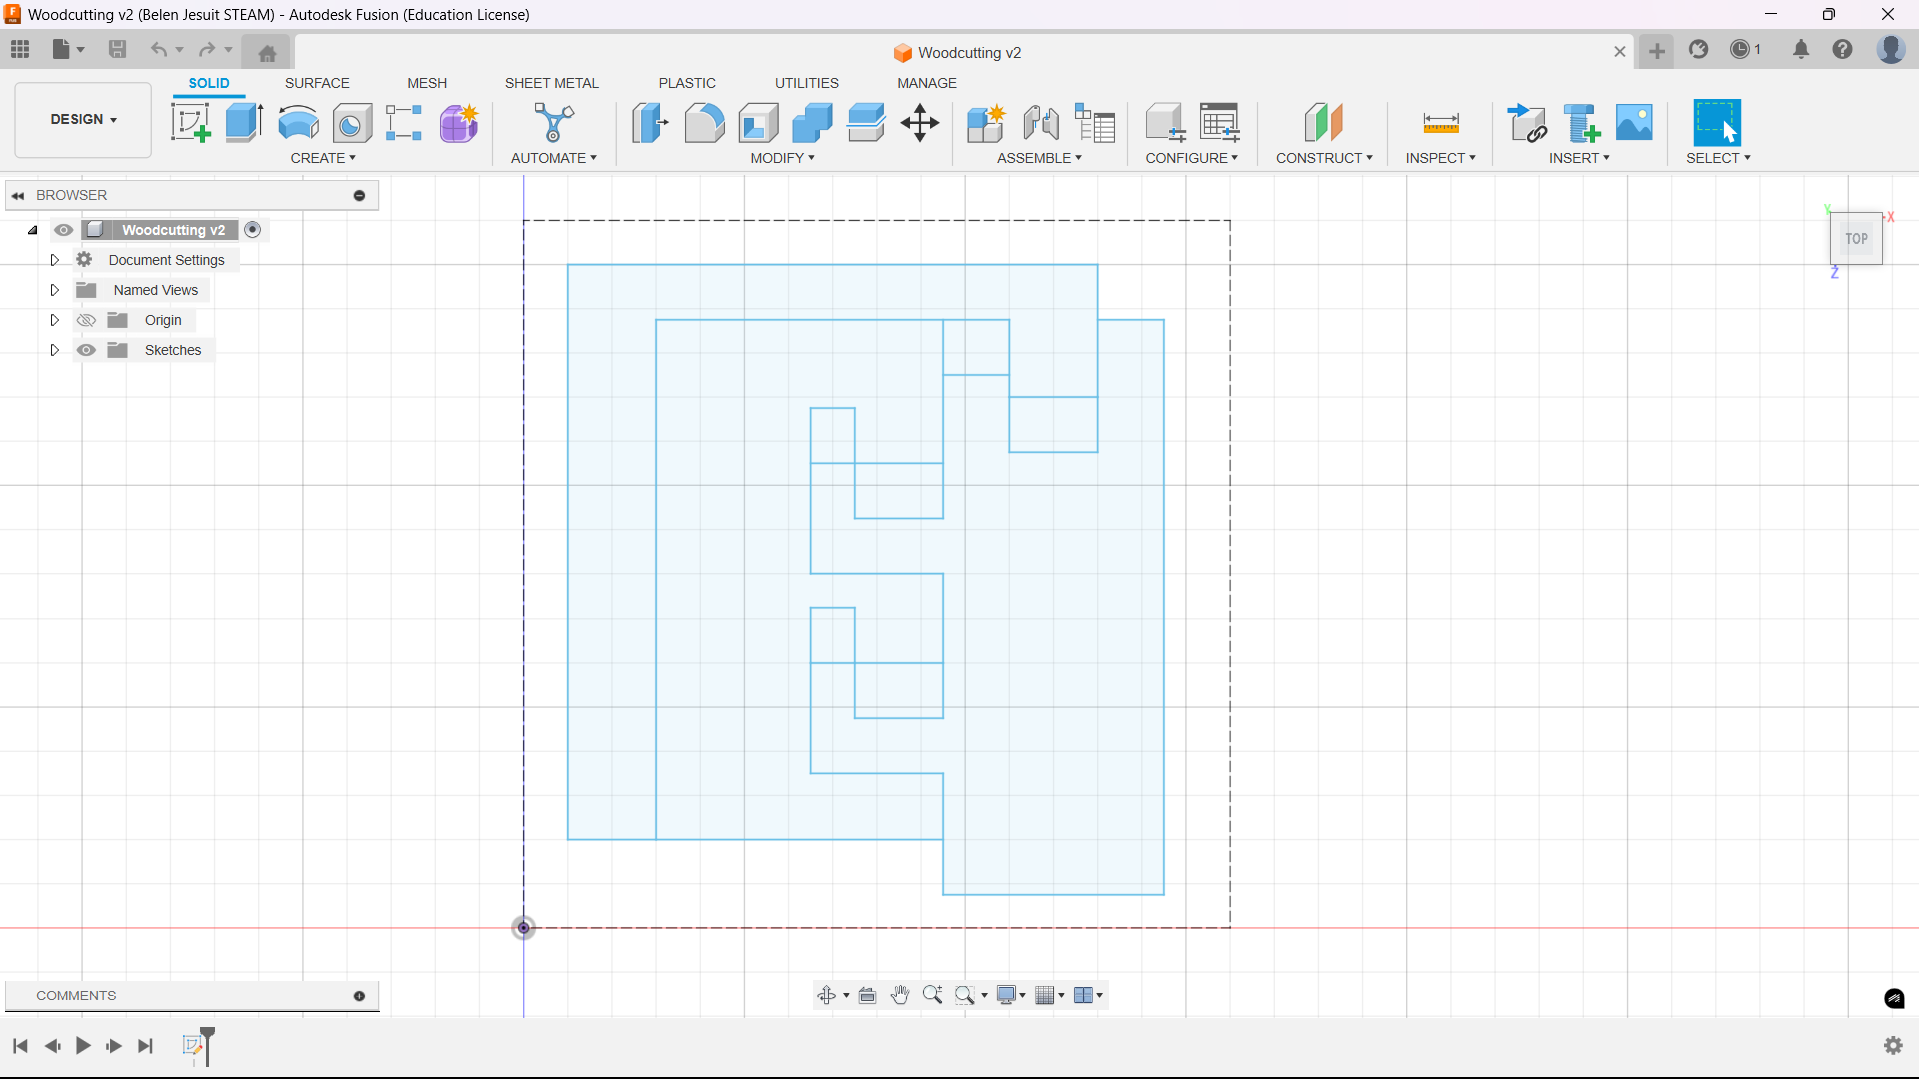 Woodcutting v2 (Belen Jesuit STEAM) - Autodesk Fusion (Education License)
Woodcutting v2
1
SOLID SURFACE MESH SHEET METAL PLASTIC UTILITIES MANAGE
DESIGN
CREATE AUTOMATE MODIFY ASSEMBLE CONFIGURE CONSTRUCT INSPECT INSERT SELECT
BROWSER
Woodcutting v2
Document Settings
Named Views
Origin
Sketches
Y
X
TOP
Z
COMMENTS